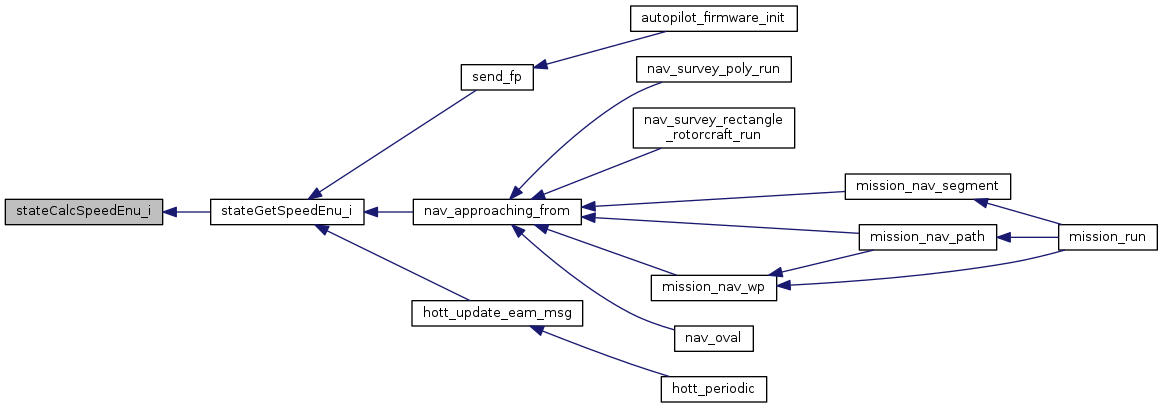 autopilot_firmware_init
send_fp
nav_survey_poly_run
nav_survey_rectangle
_rotorcraft_run
mission_nav_segment
stateCalcSpeedEnu_i
stateGetSpeedEnu_i
nav_approaching_from
mission_nav_path
mission_run
mission_nav_wp
hott_update_eam_msg
nav_oval
hott_periodic